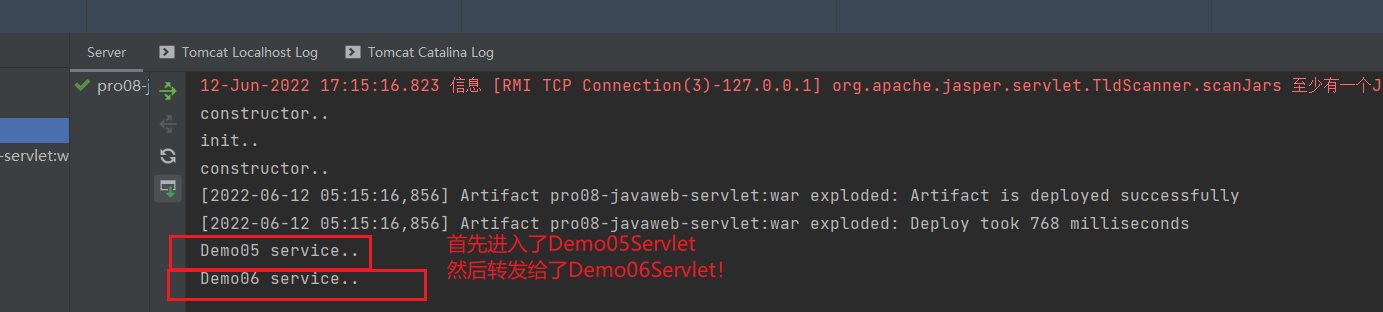 Server Tomcat Localhost Log Tomcat Catalina Log
pro08-j
12-Jun-2022 17:15:16.823 信息 [RMI TCP Connection(3)-127.0.0.1] org.apache.jasper.servlet.TldScanner.scanJars 至少有一个J
constructor..
init..
-servlet:w
constructor..
[2022-06-12 05:15:16,856] Artifact pro08-javaweb-servlet:war exploded: Artifact is deployed successfully
[2022-06-12 05:15:16,856] Artifact pro08-javaweb-servlet:war exploded: Deploy took 768 milliseconds
Demo05 service..
首先进入了Demo05Servlet
然后转发给了Demo06Servlet!
Demo06 service..